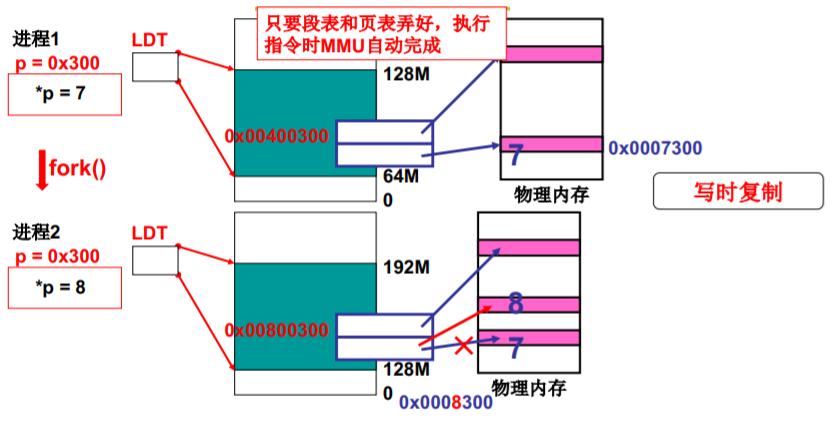 只要段表和页表弄好，执行
指令时MMU自动完成
进程1
p = 0x300
*p = 7
LDT
128M
0x00400300
64M
0
7
0x0007300
物理内存
fork()
写时复制
进程2
p = 0x300
*p = 8
LDT
192M
0x00800300
128M
0
8
7
物理内存
0x0008300